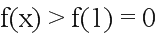 f(x) > f(1) = 0